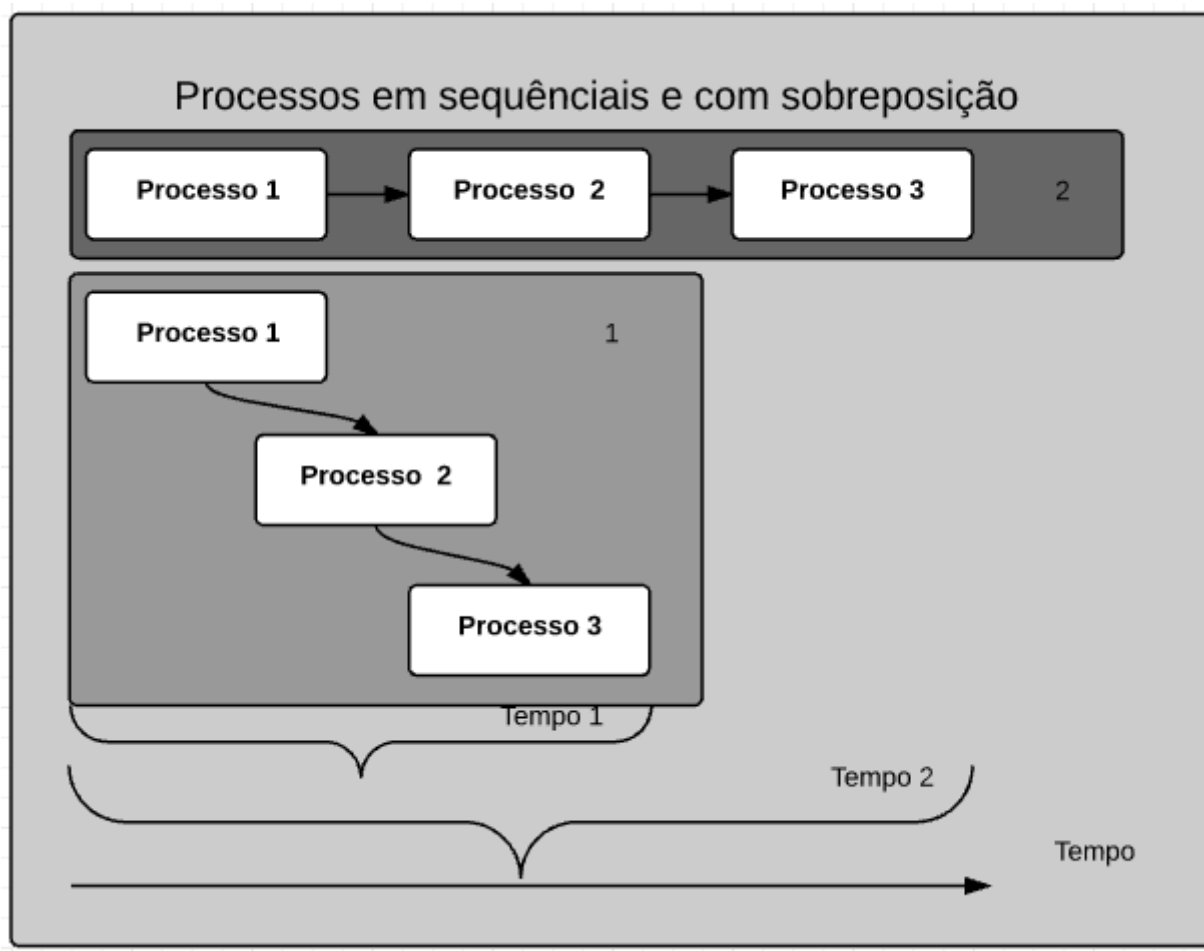 Processos em sequênciais e com sobreposição
Processo 1
Processo 2
Processo 3
2
Processo 1
1
Processo 2
Processo 3
Tempo 1
Tempo 2
Tempo